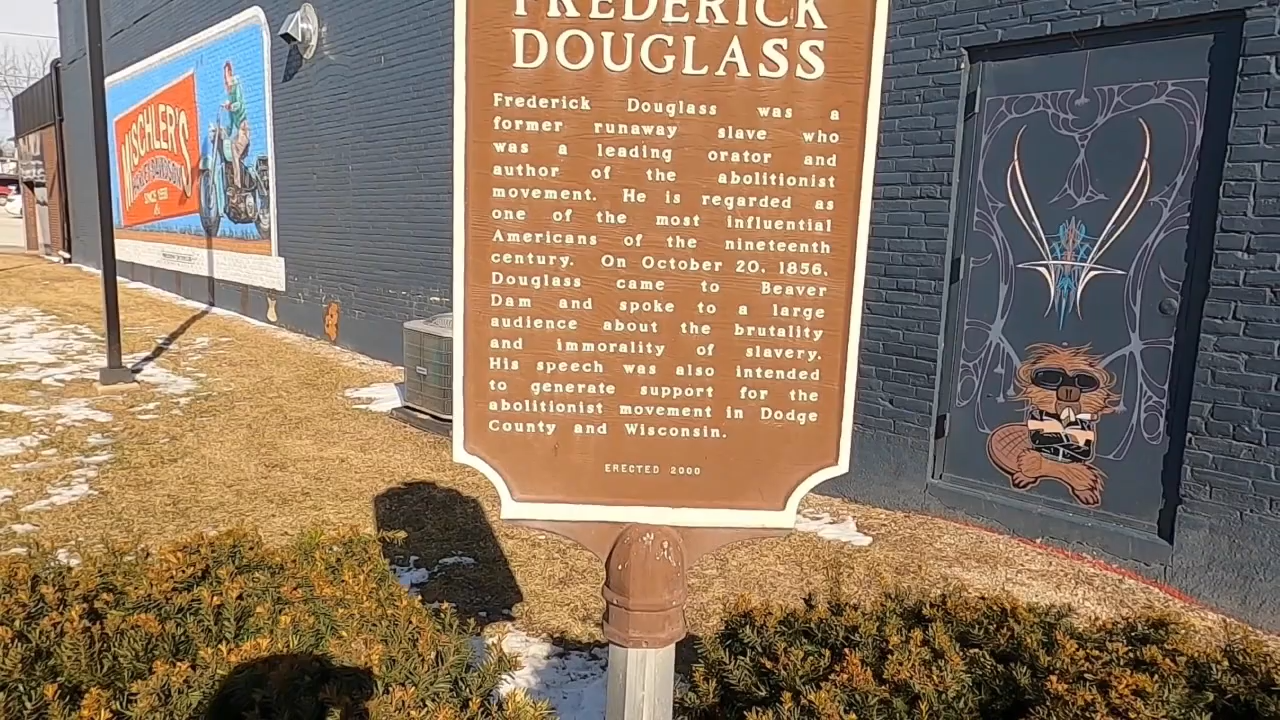 FREDERICK
DOUGLASS
Frederick Douglass was a
former runaway slave who
was a leading orator and
author of the abolitionist
movement. He is regarded as
one of the most influential
Americans of the nineteenth
century. On October 20, 1856,
Douglass came to Beaver
Dam and spoke to a large
audience about the brutality
and immorality of slavery.
His speech was also intended
to generate support for the
abolitionist movement in Dodge
County and Wisconsin.
ERECTED 2000
MISCHLER'S
HARLEY-DAVIDSON
SINCE